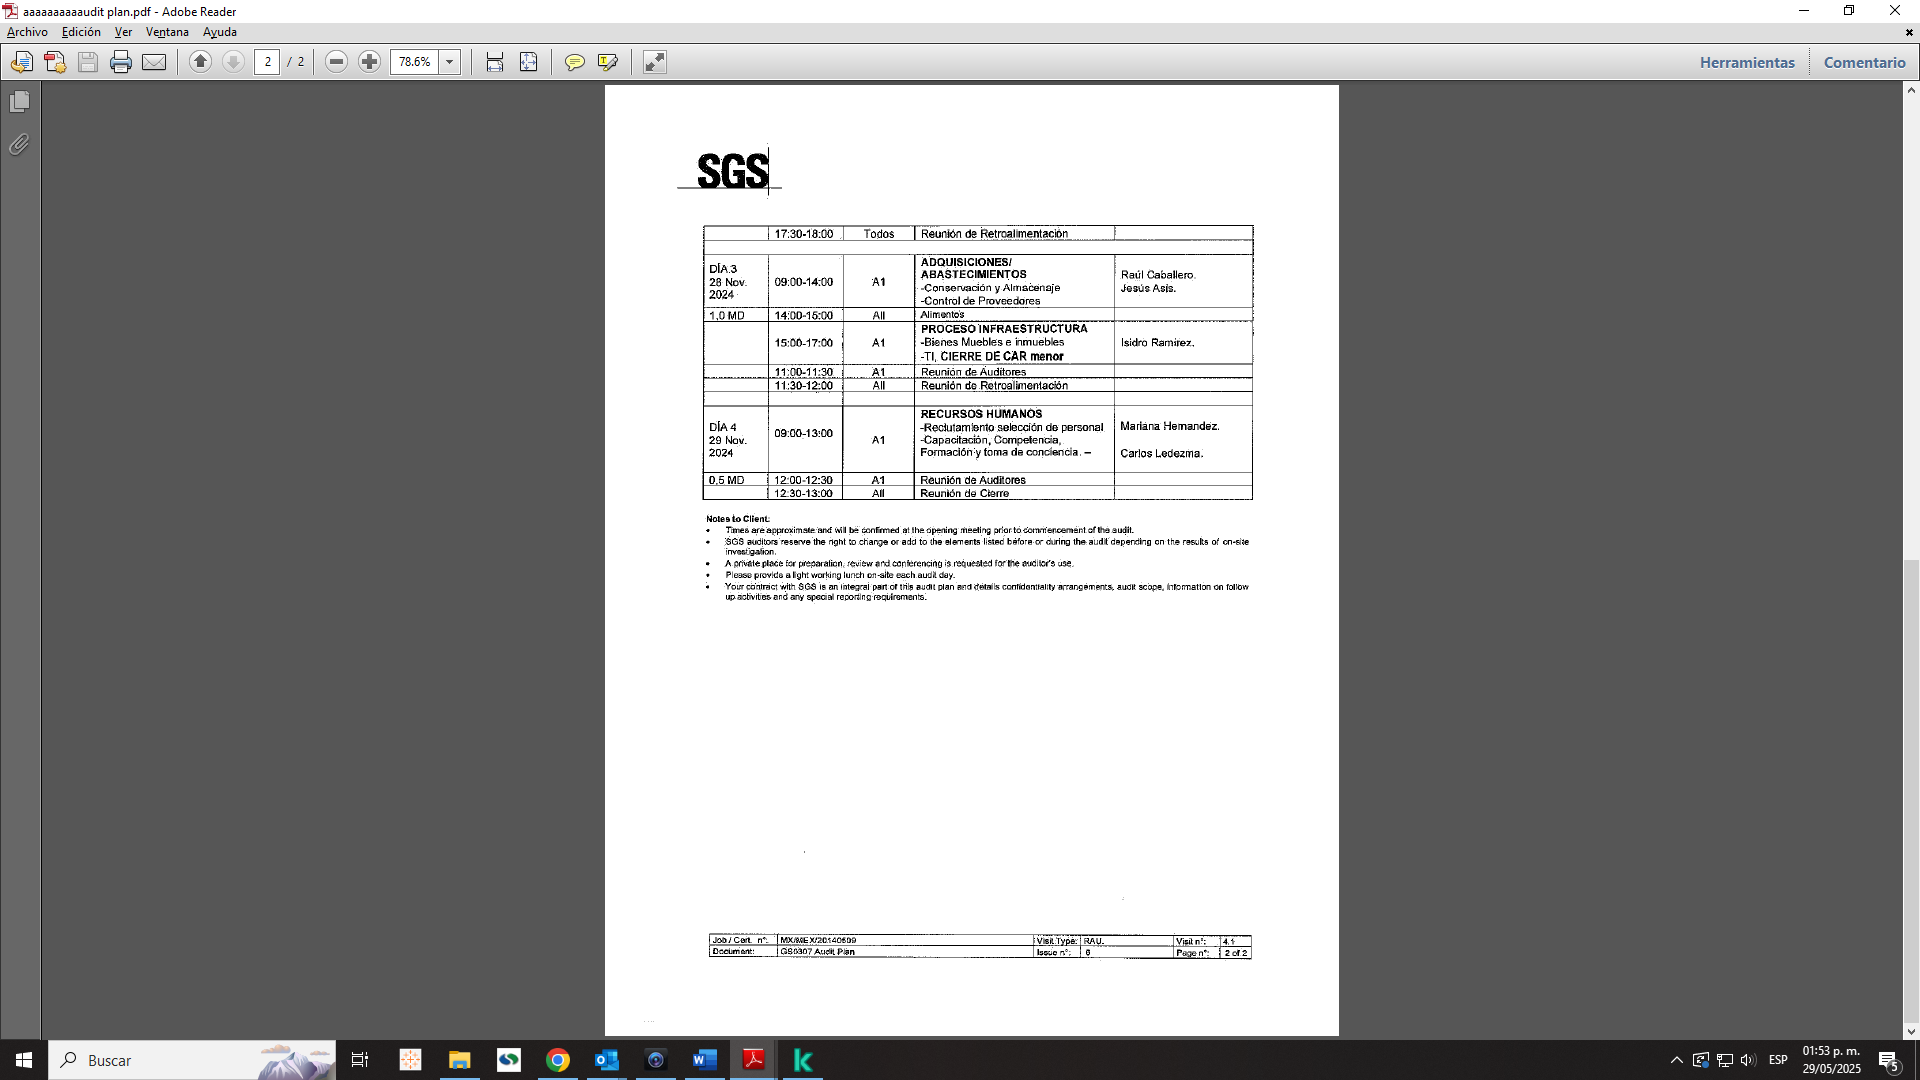 aaaaaaaaaaudit plan.pdf - Adobe Reader
Archivo Edición Ver Ventana Ayuda
2 / 2 78.6% Herramientas Comentario
SGS
17:30-18:00 Todos Reunión de Retroalimentación
DÍA 3
28 Nov.
2024
09:00-14:00 A1
ADQUISICIONES/
ABASTECIMIENTOS
-Conservación y Almacenaje
-Control de Proveedores
Raúl Caballero.
Jesús Asis.
1,0 MD 14:00-15:00 All Alimentos
15:00-17:00 A1
PROCESO INFRAESTRUCTURA
-Bienes Muebles e inmuebles
-TI, CIERRE DE CAR menor
Isidro Ramirez.
11:00-11:30 A1 Reunión de Auditores
11:30-12:00 All Reunión de Retroalimentación
DÍA 4
29 Nov.
2024
09:00-13:00 A1
RECURSOS HUMANOS
-Reclutamiento selección de personal
-Capacitación, Competencia,
Formación y toma de conciencia. –
Mariana Hernandez.
Carlos Ledezma.
0,5 MD 12:00-12:30 A1 Reunión de Auditores
12:30-13:00 All Reunión de Cierre
Notes to Client:
• Times are approximate and will be confirmed at the opening meeting prior to commencement of the audit.
• SGS auditors reserve the right to change or add to the elements listed before or during the audit depending on the results of on-site
investigation.
• A private place for preparation, review and conferencing is requested for the auditor's use.
• Please provide a light working lunch on-site each audit day.
• Your contract with SGS is an integral part of this audit plan and details confidentiality arrangements, audit scope, information on follow
up activities and any special reporting requirements.
Job / Cert. n°: MX/MEX/20140509 Visit Type: RAU. Visit n°: 4.1
Document: GS0307 Audit Plan Issue n°: 6 Page n°: 2 of 2
Buscar
ESP
01:53 p. m.
29/05/2025
5